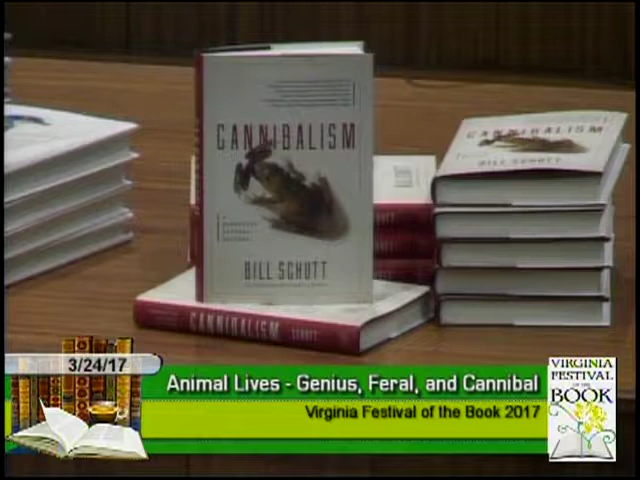 CANNIBALISM
BILL SCHUTT
CANNIBALISM SCHUTT
CANNIBALISM
BILL SCHUTT
3/24/17
Animal Lives - Genius, Feral, and Cannibal
Virginia Festival of the Book 2017
VIRGINIA
FESTIVAL
OF THE
BOOK